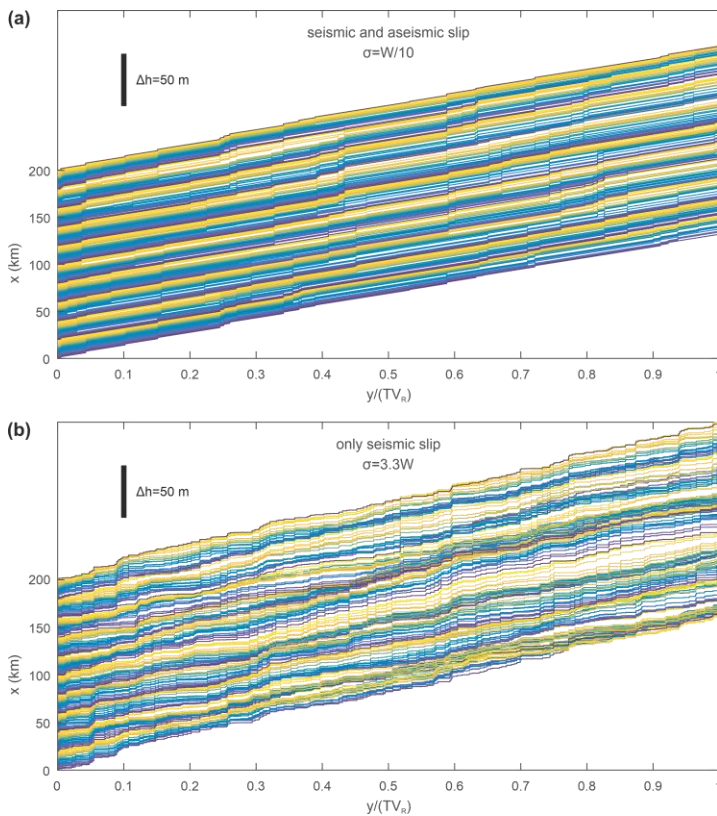 (a)
seismic and aseismic slip
σ=W/10
Δh=50 m
200
150
100
50
0
x (km)
0 0.1 0.2 0.3 0.4 0.5 0.6 0.7 0.8 0.9
y/(TVR)
(b)
only seismic slip
σ=3.3W
Δh=50 m
200
150
100
50
0
x (km)
0 0.1 0.2 0.3 0.4 0.5 0.6 0.7 0.8 0.9
y/(TVR)